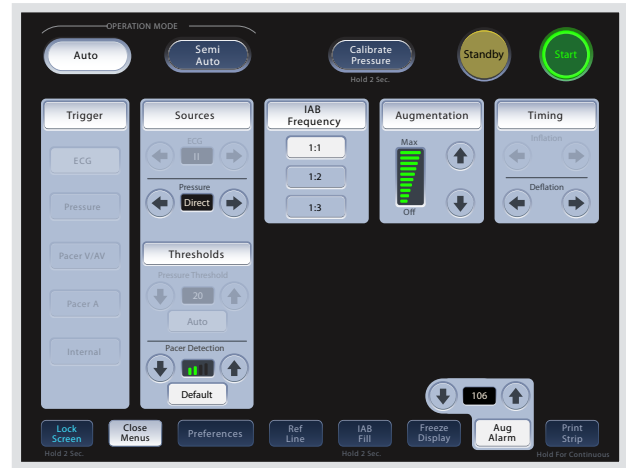 OPERATION MODE
Auto
Semi
Auto
Calibrate
Pressure
Hold 2 Sec.
Standby
Start
Trigger
ECG
Pressure
Pacer V/AV
Pacer A
Internal
Sources
ECG
II
Pressure
Direct
Thresholds
Pressure Threshold
20
Auto
Pacer Detection
Default
IAB
Frequency
1:1
1:2
1:3
Augmentation
Max
Off
Timing
Inflation
Deflation
106
Lock
Screen
Hold 2 Sec.
Close
Menus
Preferences
Ref
Line
IAB
Fill
Hold 2 Sec.
Freeze
Display
Aug
Alarm
Print
Strip
Hold For Continuous